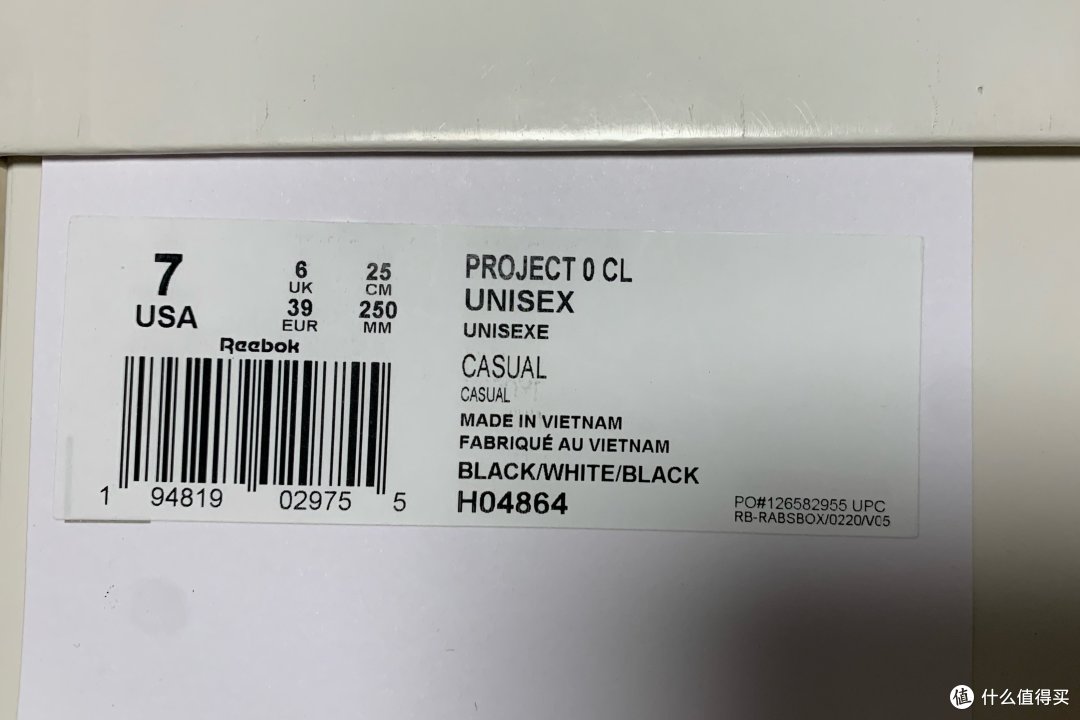 7
USA
6
UK
39
EUR
25
CM
250
MM
Reebok
1 94819 02975 5
PROJECT 0 CL
UNISEX
UNISEXE
CASUAL
CASUAL
MADE IN VIETNAM
FABRIQUÉ AU VIETNAM
BLACK/WHITE/BLACK
H04864
PO#126582955 UPC
RB-RABSBOX/0220/V05
值 什么值得买